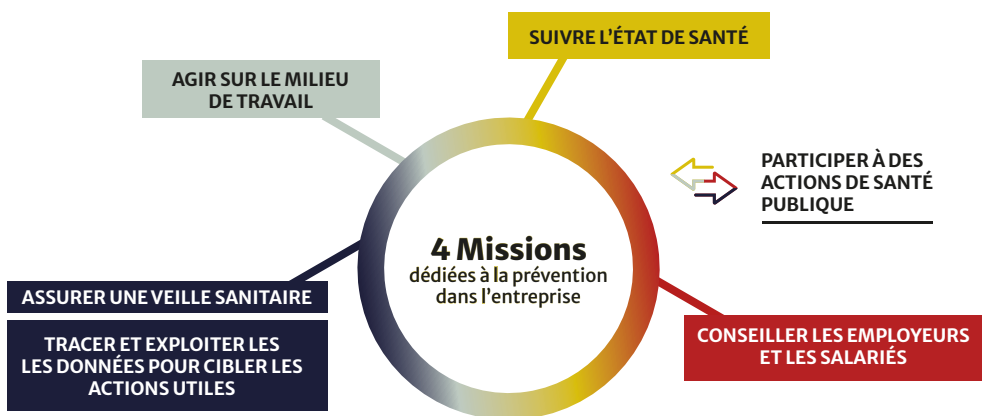 SUIVRE L'ÉTAT DE SANTÉ
AGIR SUR LE MILIEU
DE TRAVAIL
PARTICIPER À DES
ACTIONS DE SANTÉ
PUBLIQUE
4 Missions
dédiées à la prévention
dans l'entreprise
ASSURER UNE VEILLE SANITAIRE
TRACER ET EXPLOITER LES
LES DONNÉES POUR CIBLER LES
ACTIONS UTILES
CONSEILLER LES EMPLOYEURS
ET LES SALARIÉS